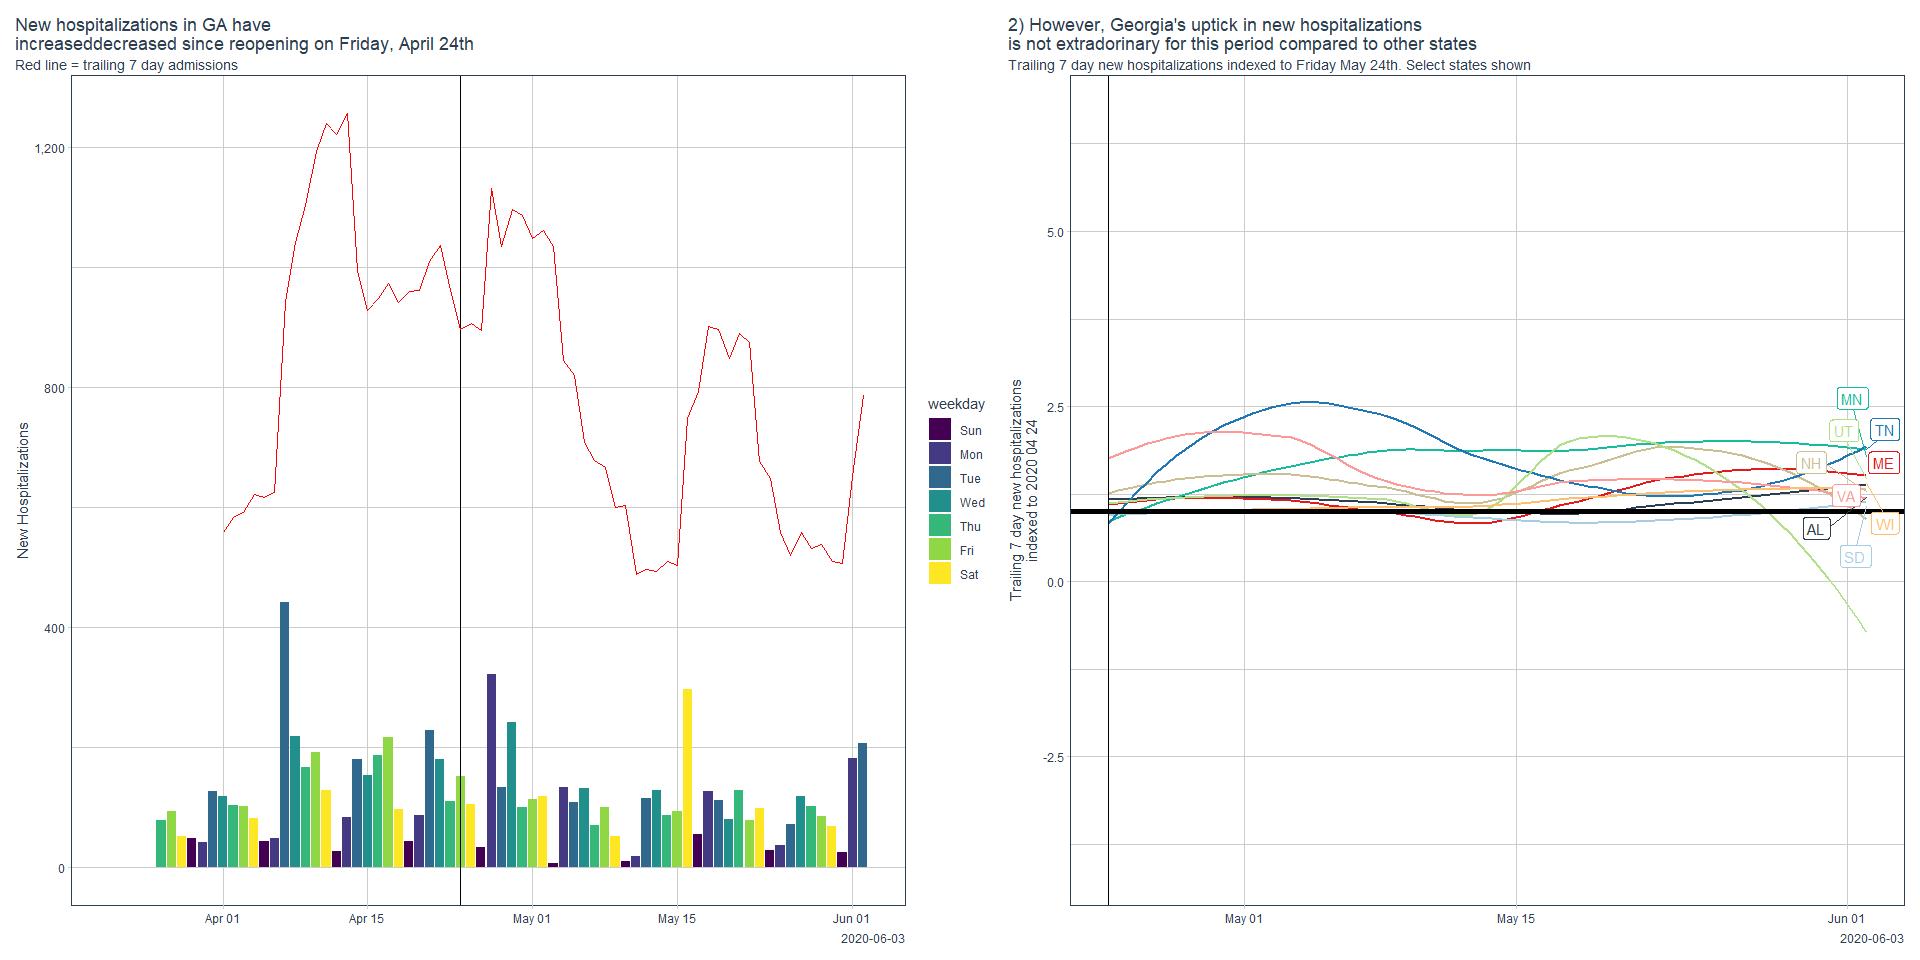 New hospitalizations in GA have
increaseddecreased since reopening on Friday, April 24th
Red line = trailing 7 day admissions
New Hospitalizations
1,200
800
400
0
Apr 01
Apr 15
May 01
May 15
Jun 01
2020-06-03
weekday
Sun
Mon
Tue
Wed
Thu
Fri
Sat
2) However, Georgia's uptick in new hospitalizations
is not extradorinary for this period compared to other states
Trailing 7 day new hospitalizations indexed to Friday May 24th. Select states shown
Trailing 7 day new hospitalizations
indexed to 2020 04 24
5.0
2.5
0.0
-2.5
MN
UT
TN
NH
ME
VA
AL
WI
SD
May 01
May 15
Jun 01
2020-06-03